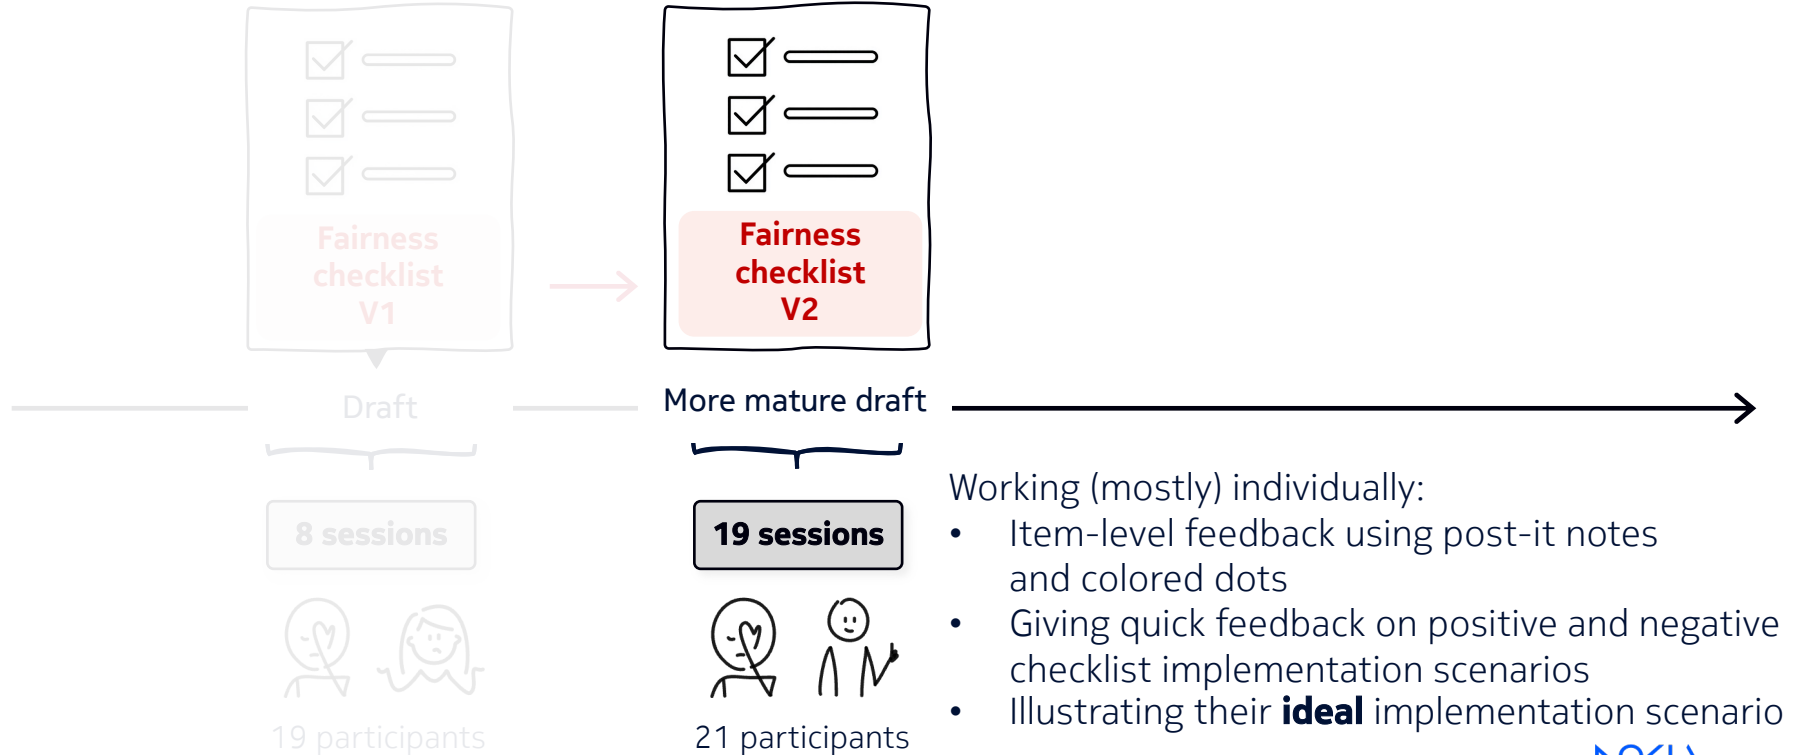 Fairness
checklist
V1
Fairness
checklist
V2
Draft
More mature draft
8 sessions
19 sessions
19 participants
21 participants
Working (mostly) individually:
• Item-level feedback using post-it notes
and colored dots
• Giving quick feedback on positive and negative
checklist implementation scenarios
• Illustrating their ideal implementation scenario